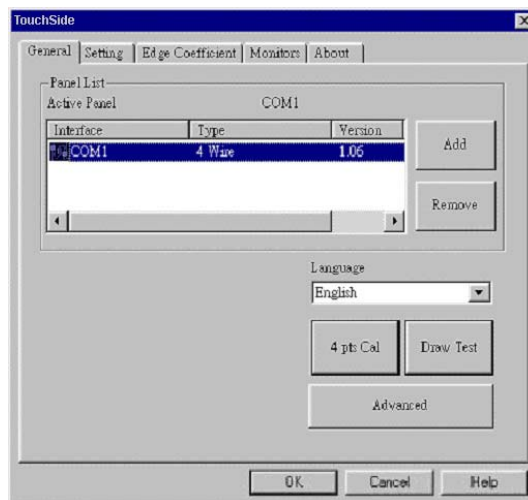 TouchSide
General Setting Edge Coefficient Monitors About
Panel List
Active Panel COM1
Interface Type Version
COM1 4 Wire 1.06
Add
Remove
Language
English
4 pts Cal Draw Test
Advanced
OK Cancel Help